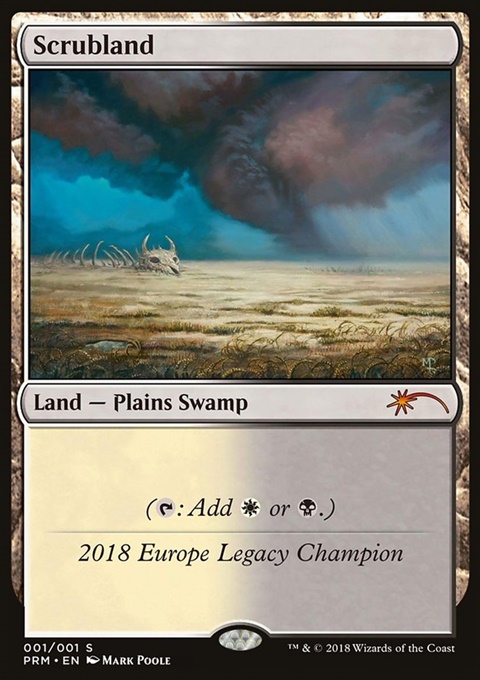 Scrubland
Land — Plains Swamp
(: Add or .)
2018 Europe Legacy Champion
MP
001/001 S
PRM • EN MARK POOLE
™ & © 2018 Wizards of the Coast